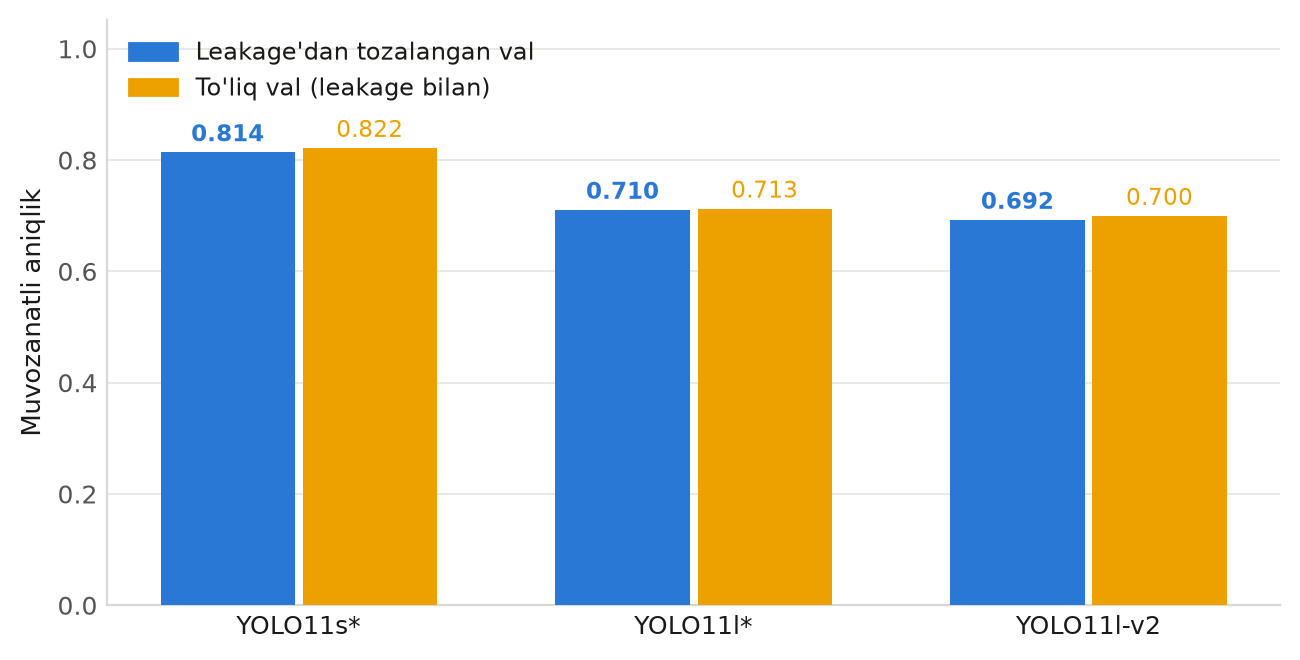 Leakage'dan tozalangan val
To'liq val (leakage bilan)
Muvozanatli aniqlik
1.0
0.8
0.6
0.4
0.2
0.0
0.814
0.822
0.710
0.713
0.692
0.700
YOLO11s*
YOLO11l*
YOLO11l-v2